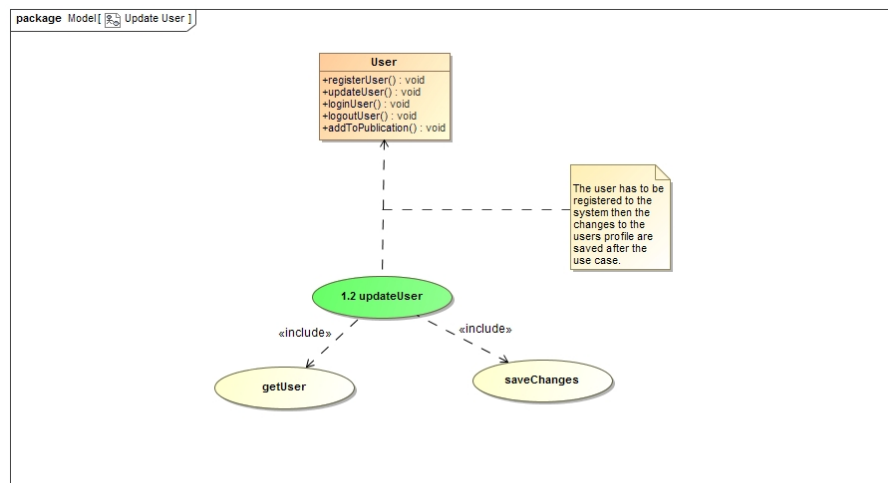 package Model[ Update User ]
User
+registerUser() : void
+updateUser() : void
+loginUser() : void
+logoutUser() : void
+addToPublication() : void
The user has to be
registered to the
system then the
changes to the
users profile are
saved after the
use case.
1.2 updateUser
«include»
«include»
getUser
saveChanges